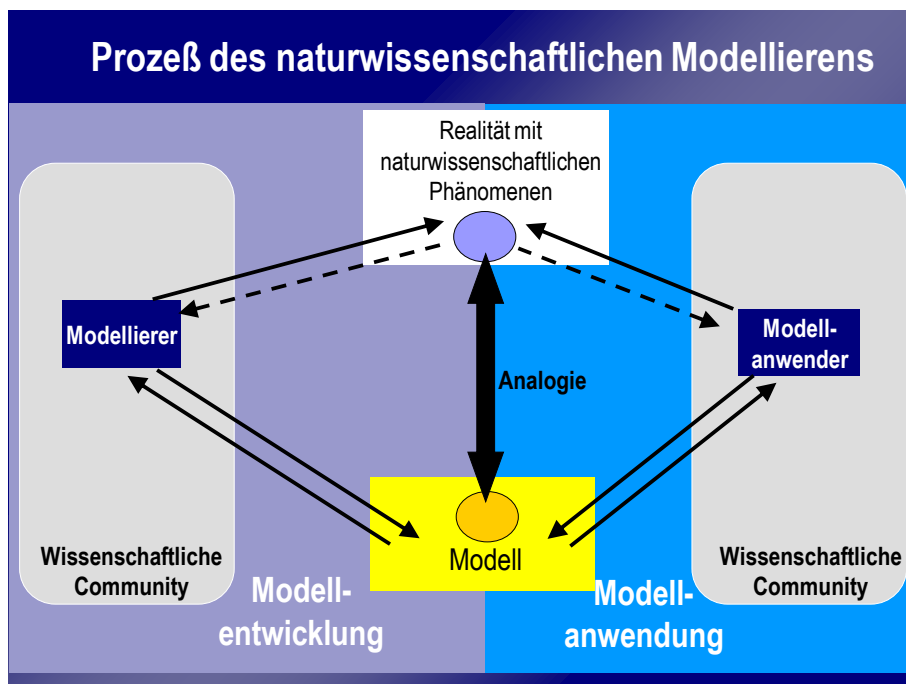 Prozeß des naturwissenschaftlichen Modellierens
Realität mit
naturwissenschaftlichen
Phänomenen
Modellierer
Modell-
anwender
Analogie
Modell
Wissenschaftliche
Community
Modell-
entwicklung
Modell-
anwendung
Wissenschaftliche
Community